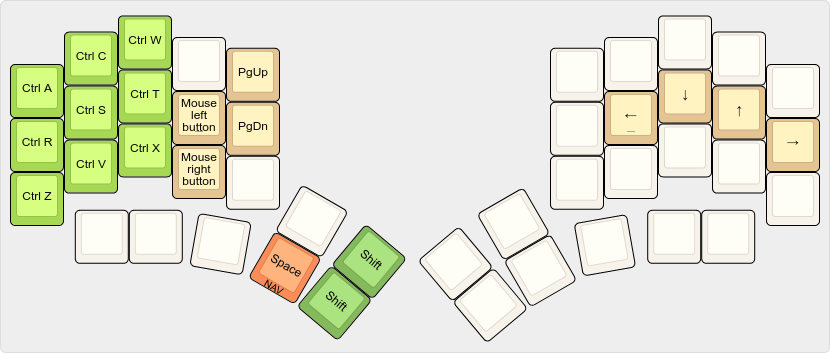 Ctrl W
Ctrl C
PgUp
Ctrl A
Ctrl T
Ctrl S
Mouse
left
button
PgDn
Ctrl R
Ctrl X
Ctrl V
Mouse
right
button
Ctrl Z
Space
NAV
Shift
Shift
↓
←
_
↑
→